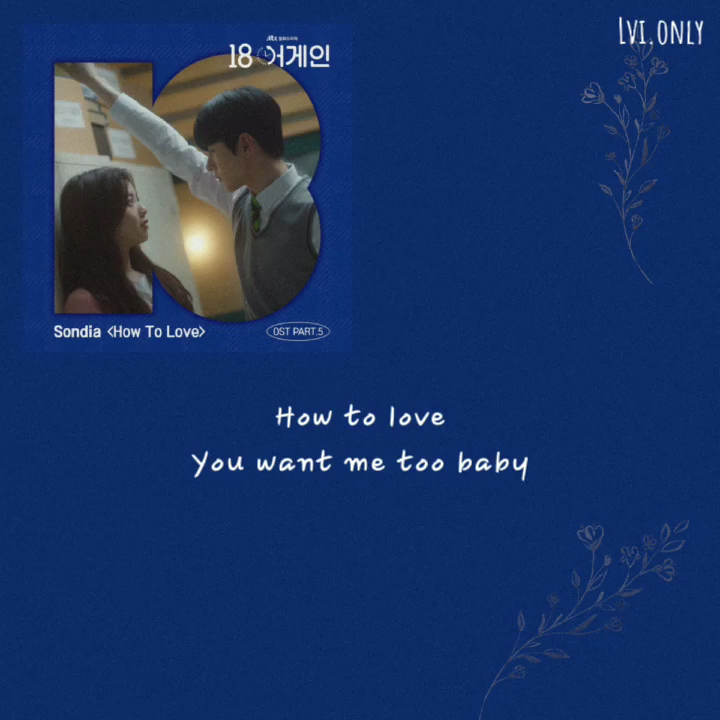 Lvi.only
18 어게인
Sondia <How To Love>
OST PART.5
How to love
You want me too baby